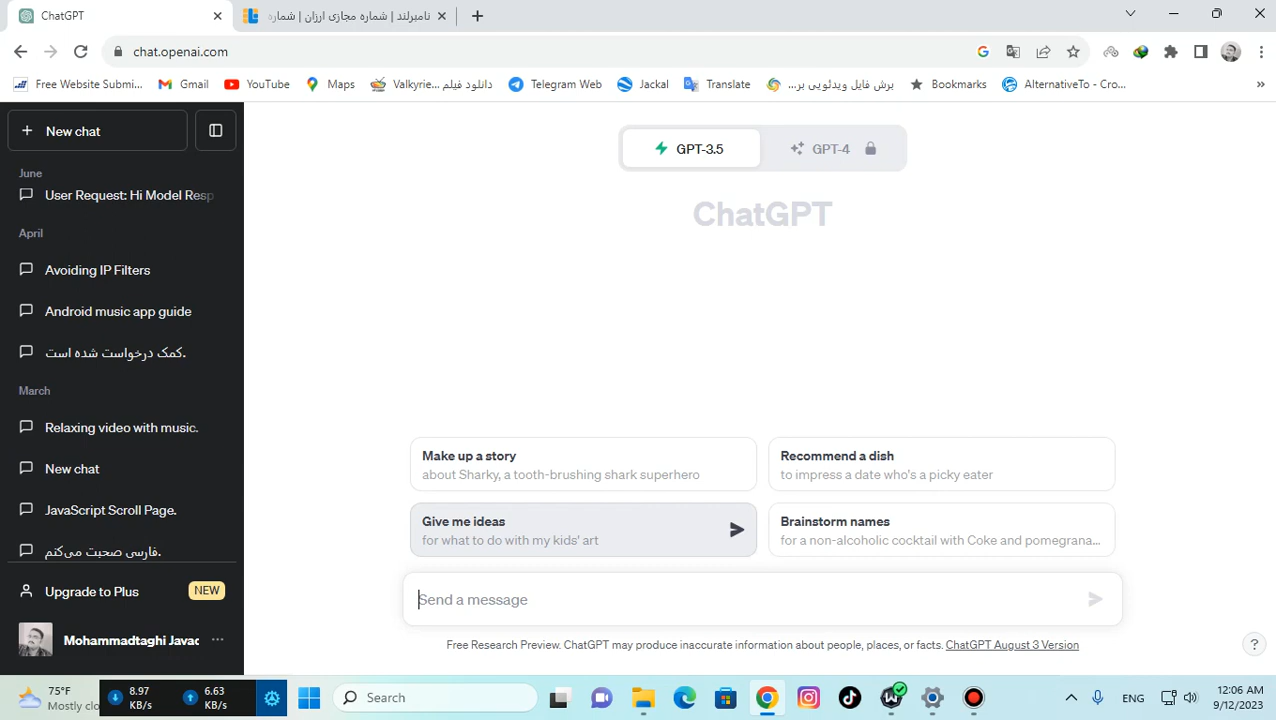 ChatGPT
نامبرلند | شماره مجازی ارزان | شماره
chat.openai.com
Free Website Submi...
Gmail
YouTube
Maps
Valkyrie... دانلود فیلم
Telegram Web
Jackal
Translate
برش فایل ویدئویی بر...
Bookmarks
AlternativeTo - Cro...
New chat
June
User Request: Hi Model Resp
April
Avoiding IP Filters
Android music app guide
کمک درخواست شده است.
March
Relaxing video with music.
New chat
JavaScript Scroll Page.
فارسی صحبت می‌کنم.
Upgrade to Plus
NEW
Mohammadtaghi Javac
GPT-3.5
GPT-4
ChatGPT
Make up a story
about Sharky, a tooth-brushing shark superhero
Recommend a dish
to impress a date who's a picky eater
Give me ideas
for what to do with my kids' art
Brainstorm names
for a non-alcoholic cocktail with Coke and pomegrana...
Send a message
Free Research Preview. ChatGPT may produce inaccurate information about people, places, or facts. ChatGPT August 3 Version
?
75°F
Mostly clo
8.97
KB/s
6.63
KB/s
Search
ENG
12:06 AM
9/12/2023